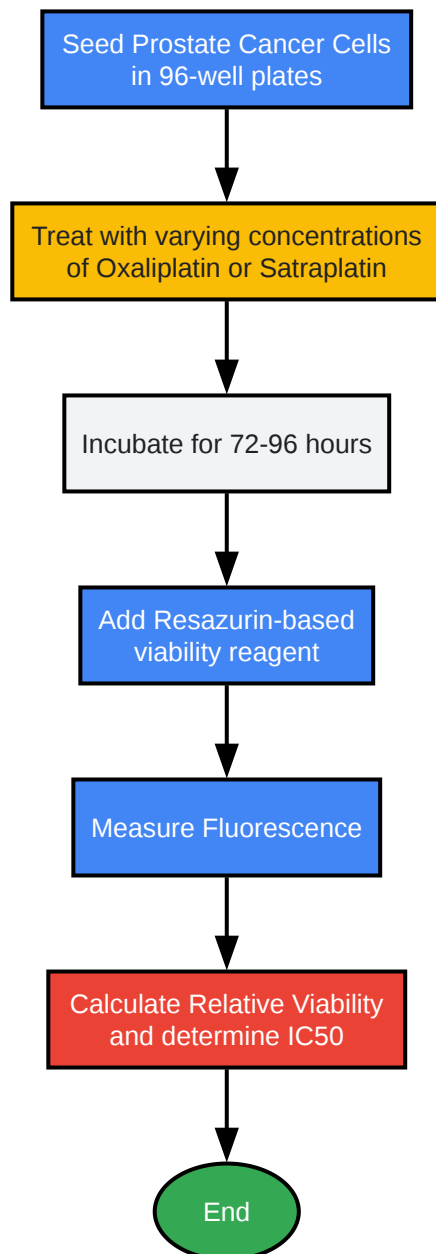 Seed Prostate Cancer Cells
in 96-well plates
Treat with varying concentrations
of Oxaliplatin or Satraplatin
Incubate for 72-96 hours
Add Resazurin-based
viability reagent
Measure Fluorescence
Calculate Relative Viability
and determine IC50
End